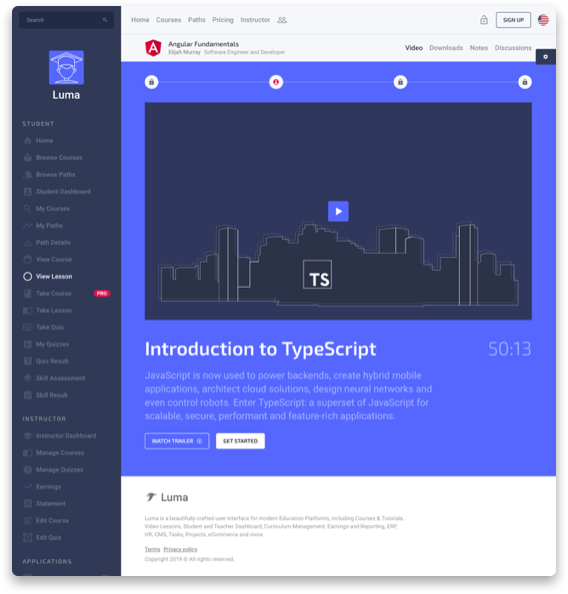 Search
Home Courses Paths Pricing Instructor
SIGN UP
Luma
Angular Fundamentals
Elijah Murray Software Engineer and Developer
Video Downloads Notes Discussions
STUDENT
Home
Browse Courses
Browse Paths
Student Dashboard
My Courses
My Paths
Path Details
View Course
View Lesson
Take Course PRO
Take Lesson
Take Quiz
My Quizzes
Quiz Result
Skill Assessment
Skill Result
INSTRUCTOR
Instructor Dashboard
Manage Courses
Manage Quizzes
Earnings
Statement
Edit Course
Edit Quiz
APPLICATIONS
TS
Introduction to TypeScript 50:13
JavaScript is now used to power backends, create hybrid mobile
applications, architect cloud solutions, design neural networks and
even control robots. Enter TypeScript: a superset of JavaScript for
scalable, secure, performant and feature-rich applications.
WATCH TRAILER GET STARTED
Luma
Luma is a beautifully crafted user interface for modern Education Platforms, including Courses & Tutorials,
Video Lessons, Student and Teacher Dashboard, Curriculum Management, Earnings and Reporting, ERP,
HR, CMS, Tasks, Projects, eCommerce and more.
Terms Privacy policy
Copyright 2019 © All rights reserved.